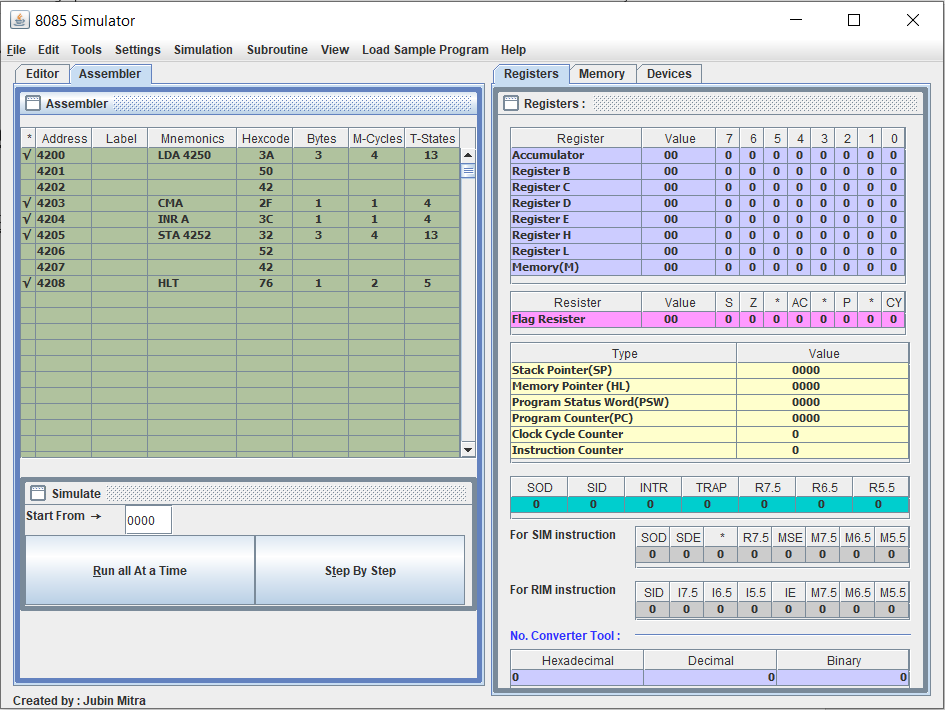 8085 Simulator
File Edit Tools Settings Simulation Subroutine View Load Sample Program Help
Editor Assembler
Assembler
* Address Label Mnemonics Hexcode Bytes M-Cycles T-States
√ 4200 LDA 4250 3A 3 4 13
4201 50
4202 42
√ 4203 CMA 2F 1 1 4
√ 4204 INR A 3C 1 1 4
√ 4205 STA 4252 32 3 4 13
4206 52
4207 42
√ 4208 HLT 76 1 2 5
Simulate
Start From → 0000
Run all At a Time Step By Step
Registers Memory Devices
Registers :
Register Value 7 6 5 4 3 2 1 0
Accumulator 00 0 0 0 0 0 0 0 0
Register B 00 0 0 0 0 0 0 0 0
Register C 00 0 0 0 0 0 0 0 0
Register D 00 0 0 0 0 0 0 0 0
Register E 00 0 0 0 0 0 0 0 0
Register H 00 0 0 0 0 0 0 0 0
Register L 00 0 0 0 0 0 0 0 0
Memory(M) 00 0 0 0 0 0 0 0 0
Resister Value S Z * AC * P * CY
Flag Resister 00 0 0 0 0 0 0 0 0
Type Value
Stack Pointer(SP) 0000
Memory Pointer (HL) 0000
Program Status Word(PSW) 0000
Program Counter(PC) 0000
Clock Cycle Counter 0
Instruction Counter 0
SOD SID INTR TRAP R7.5 R6.5 R5.5
0 0 0 0 0 0 0
For SIM instruction SOD SDE * R7.5 MSE M7.5 M6.5 M5.5
0 0 0 0 0 0 0 0
For RIM instruction SID I7.5 I6.5 I5.5 IE M7.5 M6.5 M5.5
0 0 0 0 0 0 0 0
No. Converter Tool :
Hexadecimal Decimal Binary
0 0 0
Created by : Jubin Mitra